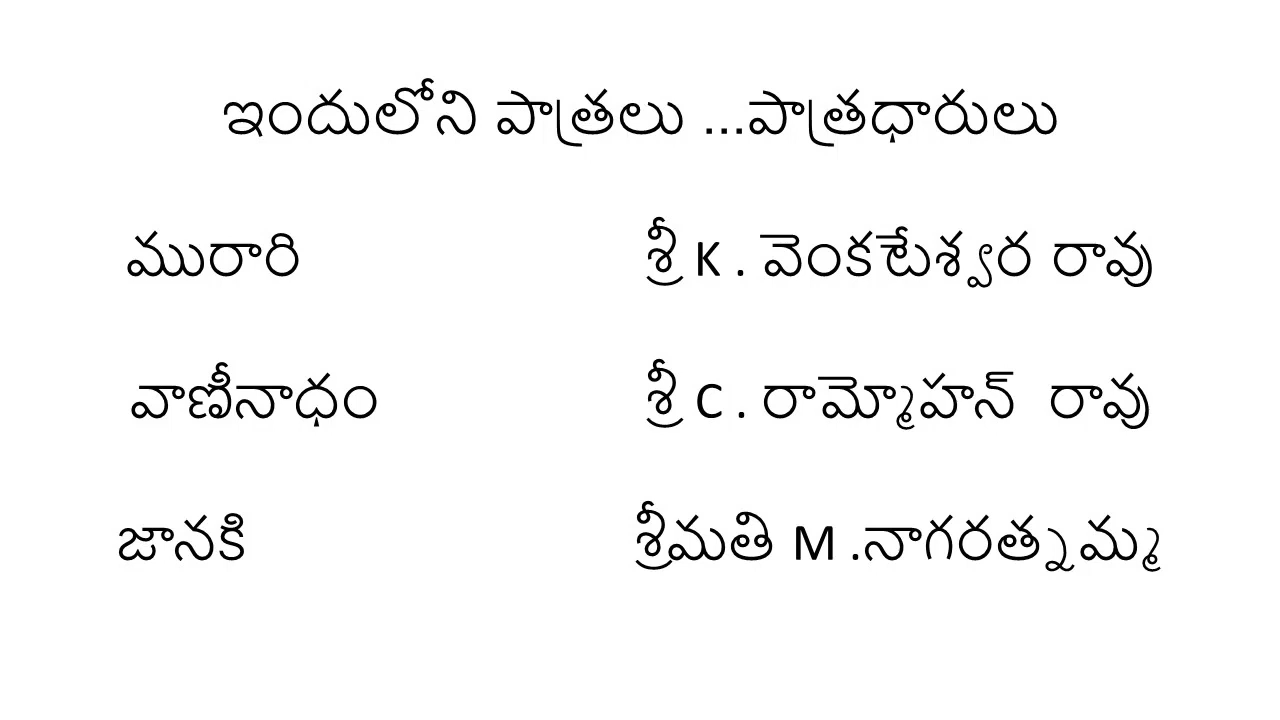 ఇందులోని పాత్రలు ...పాత్రధారులు
మురారి శ్రీ K . వెంకటేశ్వర రావు
వాణీనాధం శ్రీ C . రామ్మోహన్ రావు
జానకి శ్రీమతి M .నాగరత్నమ్మ